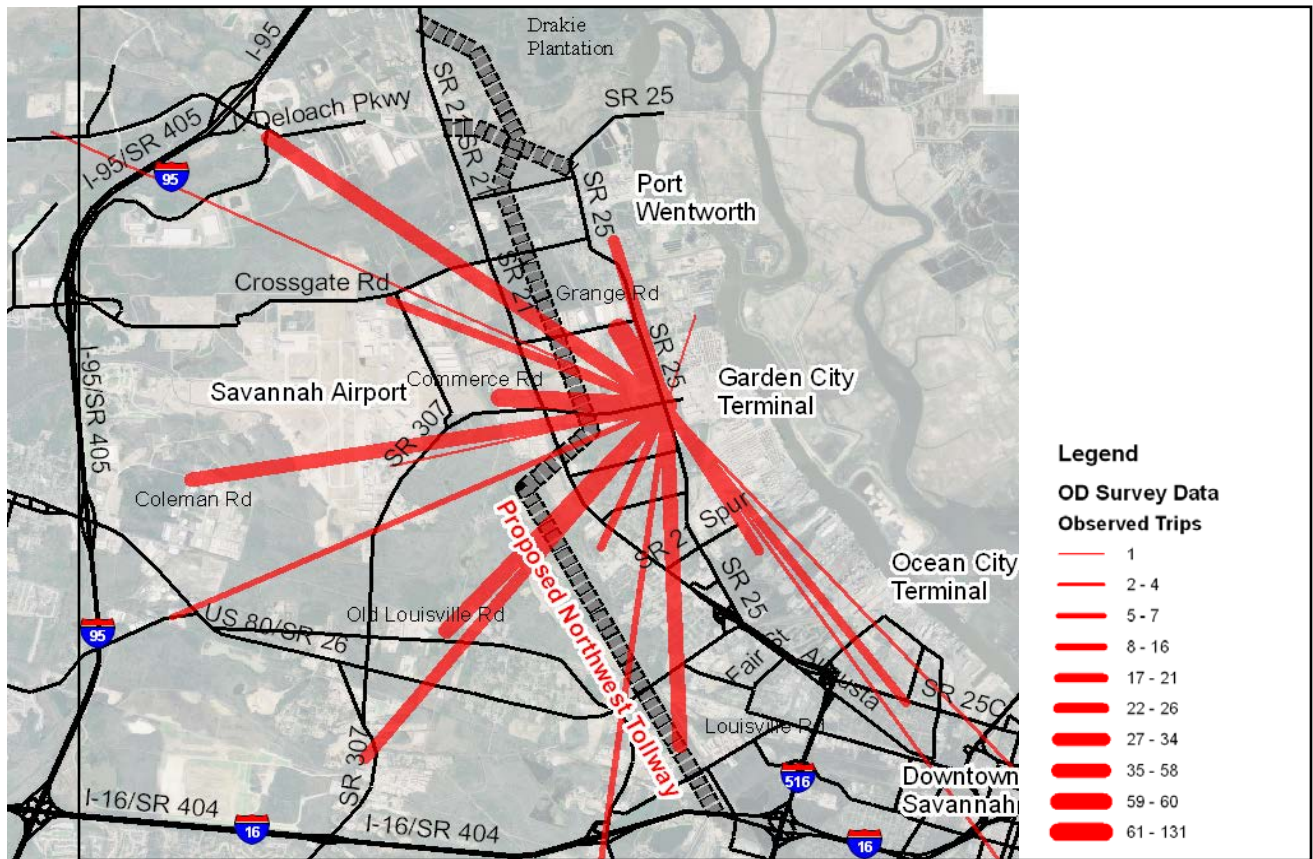 Drakie
Plantation
I-95
SR 25
Deloach Pkwy
SR 21
I-95/SR 405
95
SR 21
SR 21
SR 25
Port
Wentworth
Crossgate Rd
SR 21
Grange Rd
SR 25
I-95/SR 405
Savannah Airport
Commerce Rd
Garden City
Terminal
SR 307
Coleman Rd
Proposed Northwest Tollway
SR 21 Spur
SR 25
Ocean City
Terminal
Old Louisville Rd
US 80/SR 26
95
Fair St
Augusta
SR 25C
Louisville Rd
SR 307
516
Downtown
Savannah
I-16/SR 404
16
I-16/SR 404
16
Legend
OD Survey Data
Observed Trips
1
2 - 4
5 - 7
8 - 16
17 - 21
22 - 26
27 - 34
35 - 58
59 - 60
61 - 131